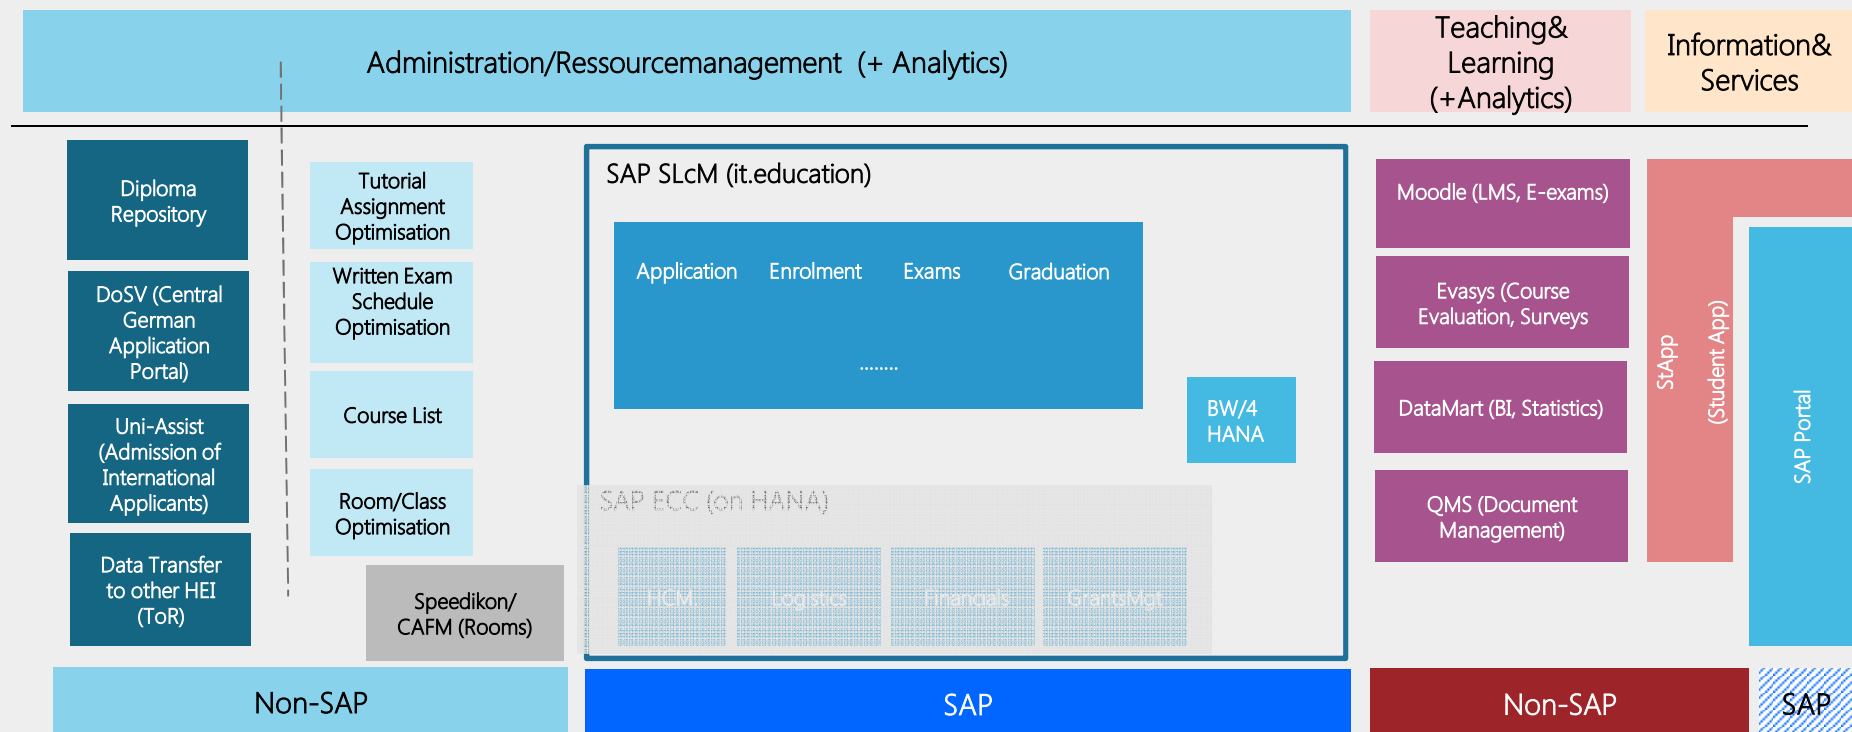 Administration/Ressourcemanagement (+ Analytics)
Teaching&
Learning
(+Analytics)
Information&
Services
Diploma
Repository
DoSV (Central
German
Application
Portal)
Uni-Assist
(Admission of
International
Applicants)
Data Transfer
to other HEI
(ToR)
Tutorial
Assignment
Optimisation
Written Exam
Schedule
Optimisation
Course List
Room/Class
Optimisation
Speedikon/
CAFM (Rooms)
SAP SLcM (it.education)
Application
Enrolment
Exams
Graduation
........
BW/4
HANA
SAP ECC (on HANA)
HCM
Logistics
Financials
GrantsMgt
Moodle (LMS, E-exams)
Evasys (Course
Evaluation, Surveys
DataMart (BI, Statistics)
QMS (Document
Management)
StApp
(Student App)
SAP Portal
Non-SAP
SAP
Non-SAP
SAP